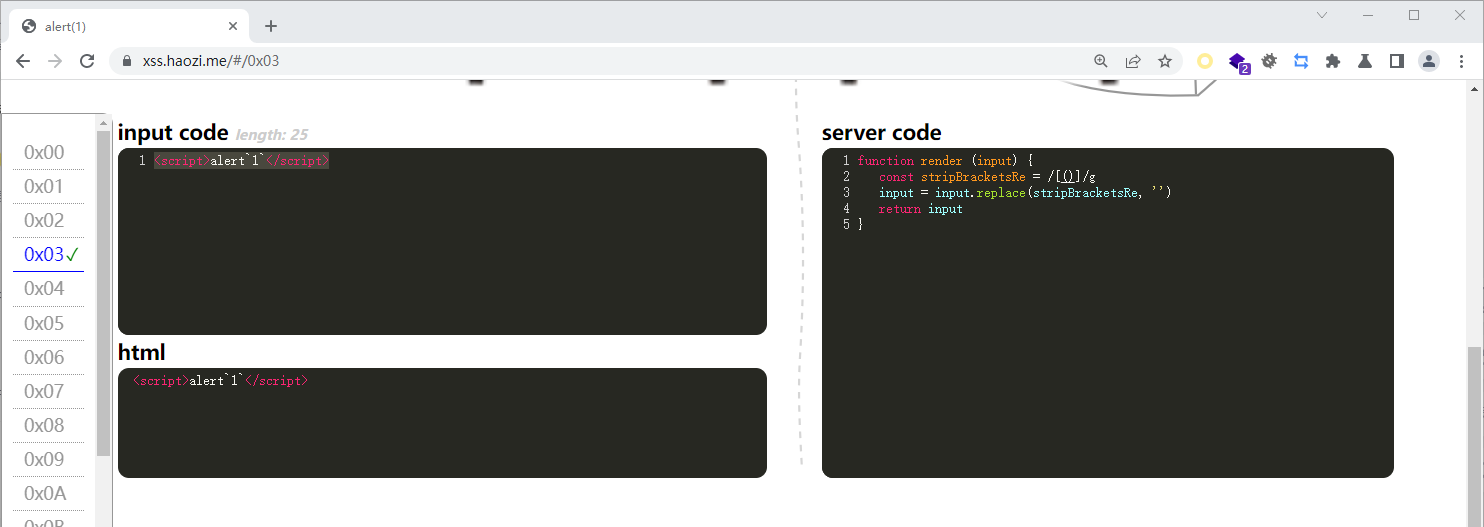 alert(1)
xss.haozi.me/#/0x03
2
0x00
0x01
0x02
0x03✓
0x04
0x05
0x06
0x07
0x08
0x09
0x0A
input code length: 25
1 <script>alert`1`</script>
html
<script>alert`1`</script>
server code
1 function render (input) {
2 const stripBracketsRe = /[()]/g
3 input = input.replace(stripBracketsRe, '')
4 return input
5 }